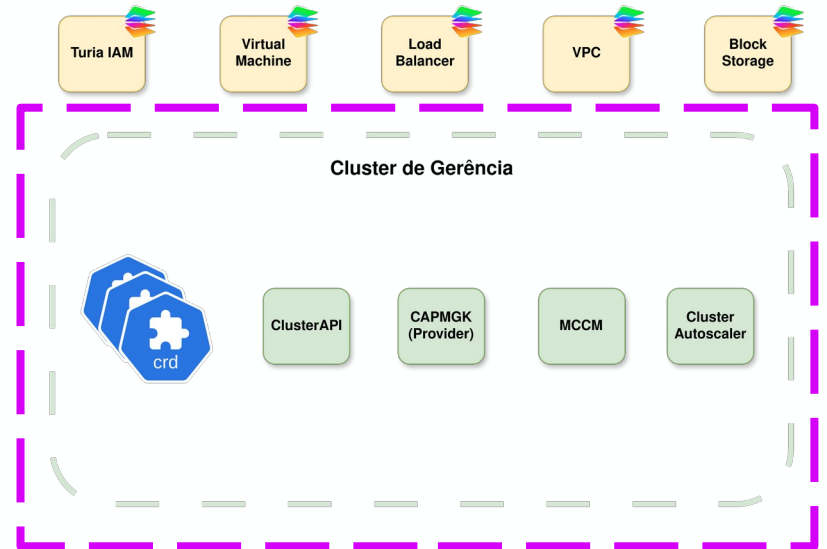 Turia IAM
Virtual
Machine
Load
Balancer
VPC
Block
Storage
Cluster de Gerência
crd
ClusterAPI
CAPMGK
(Provider)
MCCM
Cluster
Autoscaler